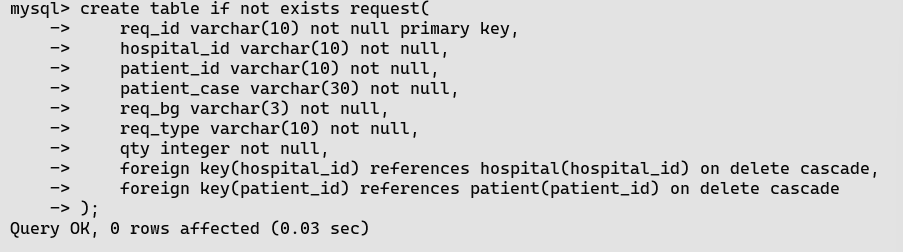 mysql> create table if not exists request(
    ->     req_id varchar(10) not null primary key,
    ->     hospital_id varchar(10) not null,
    ->     patient_id varchar(10) not null,
    ->     patient_case varchar(30) not null,
    ->     req_bg varchar(3) not null,
    ->     req_type varchar(10) not null,
    ->     qty integer not null,
    ->     foreign key(hospital_id) references hospital(hospital_id) on delete cascade,
    ->     foreign key(patient_id) references patient(patient_id) on delete cascade
    -> );
Query OK, 0 rows affected (0.03 sec)